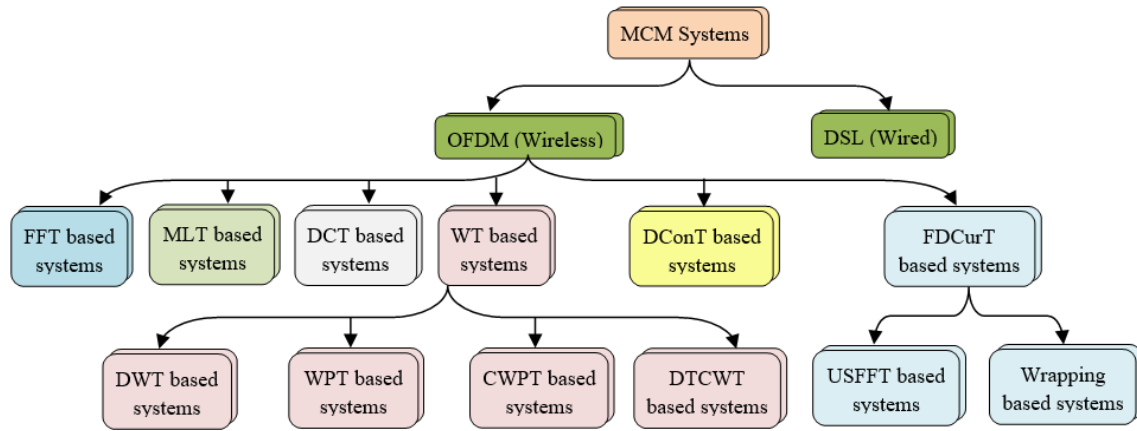 MCM Systems
OFDM (Wireless)
DSL (Wired)
FFT based
systems
MLT based
systems
DCT based
systems
WT based
systems
DConT based
systems
FDCurT
based systems
DWT based
systems
WPT based
systems
CWPT based
systems
DTCWT
based systems
USFFT based
systems
Wrapping
based systems